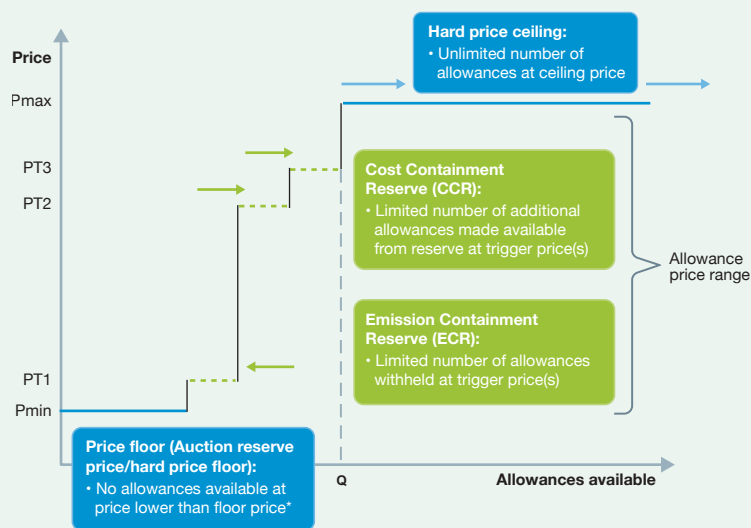 Hard price ceiling:
• Unlimited number of
allowances at ceiling price
Price
Pmax
PT3
PT2
PT1
Pmin
Cost Containment
Reserve (CCR):
• Limited number of additional
allowances made available
from reserve at trigger price(s)
Allowance
price range
Emission Containment
Reserve (ECR):
• Limited number of allowances
withheld at trigger price(s)
Price floor (Auction reserve
price/hard price floor):
• No allowances available at
price lower than floor price*
Q
Allowances available